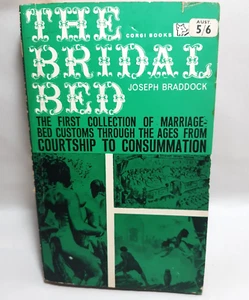 THE
CORGI BOOKS
AUST
5/6
BRIDAL
BED
JOSEPH BRADDOCK
THE FIRST COLLECTION OF MARRIAGE-
BED CUSTOMS THROUGH THE AGES FROM
COURTSHIP TO CONSUMMATION